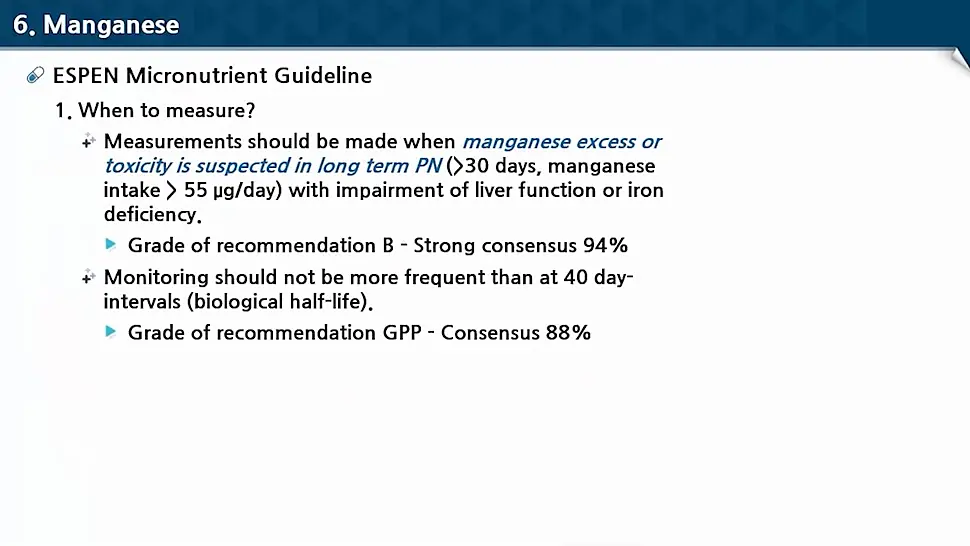 6. Manganese
ESPEN Micronutrient Guideline
1. When to measure?
Measurements should be made when manganese excess or
toxicity is suspected in long term PN (>30 days, manganese
intake > 55 μg/day) with impairment of liver function or iron
deficiency.
Grade of recommendation B - Strong consensus 94%
Monitoring should not be more frequent than at 40 day-
intervals (biological half-life).
Grade of recommendation GPP - Consensus 88%